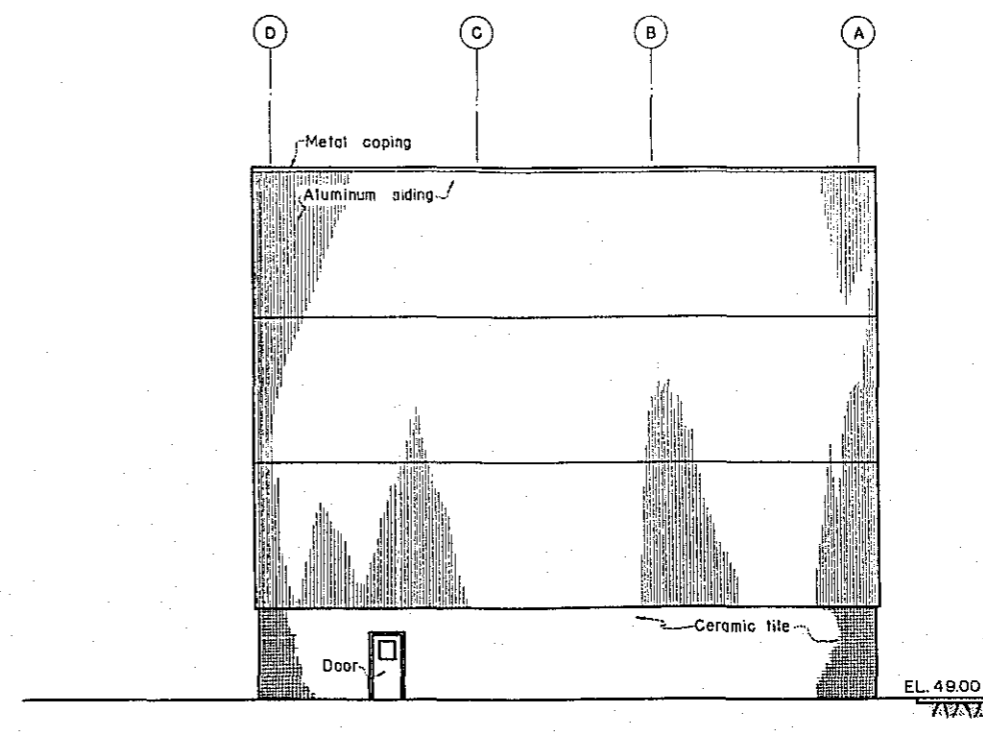 D
C
B
A
Metal coping
Aluminum siding
Ceramic tile
Door
EL. 49.00